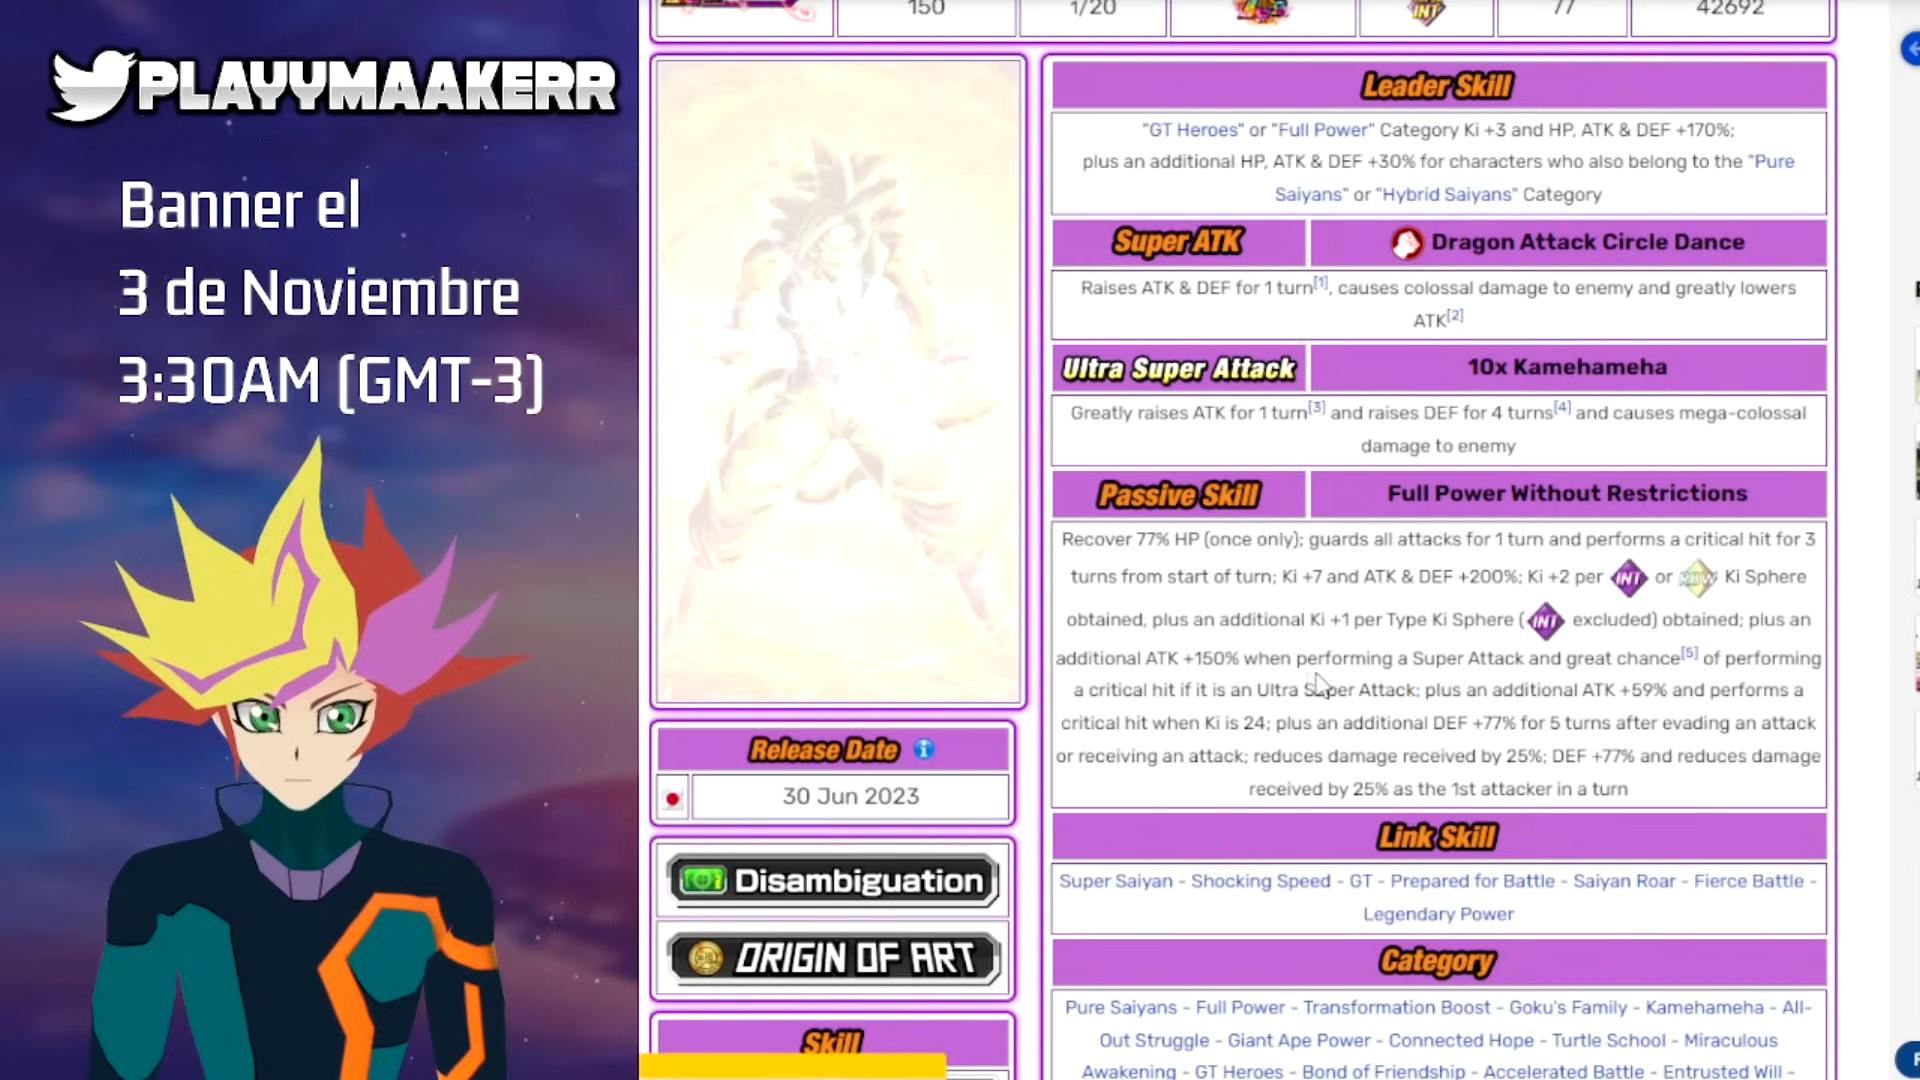 PLAYYMAAKERR
Banner el
3 de Noviembre
3:30AM (GMT-3)
150
1/20
INT
77
42692
Leader Skill
"GT Heroes" or "Full Power" Category Ki +3 and HP, ATK & DEF +170%;
plus an additional HP, ATK & DEF +30% for characters who also belong to the "Pure
Saiyans" or "Hybrid Saiyans" Category
Super ATK
Dragon Attack Circle Dance
Raises ATK & DEF for 1 turn[1], causes colossal damage to enemy and greatly lowers
ATK[2]
Ultra Super Attack
10x Kamehameha
Greatly raises ATK for 1 turn[3] and raises DEF for 4 turns[4] and causes mega-colossal
damage to enemy
Passive Skill
Full Power Without Restrictions
Recover 77% HP (once only); guards all attacks for 1 turn and performs a critical hit for 3
turns from start of turn; Ki +7 and ATK & DEF +200%; Ki +2 per INT or RBW Ki Sphere
obtained, plus an additional Ki +1 per Type Ki Sphere (INT excluded) obtained; plus an
additional ATK +150% when performing a Super Attack and great chance[5] of performing
a critical hit if it is an Ultra Super Attack; plus an additional ATK +59% and performs a
critical hit when Ki is 24; plus an additional DEF +77% for 5 turns after evading an attack
or receiving an attack; reduces damage received by 25%; DEF +77% and reduces damage
received by 25% as the 1st attacker in a turn
Link Skill
Super Saiyan - Shocking Speed - GT - Prepared for Battle - Saiyan Roar - Fierce Battle -
Legendary Power
Category
Pure Saiyans - Full Power - Transformation Boost - Goku's Family - Kamehameha - All-
Out Struggle - Giant Ape Power - Connected Hope - Turtle School - Miraculous
Awakening - GT Heroes - Bond of Friendship - Accelerated Battle - Entrusted Will -
Release Date
30 Jun 2023
Disambiguation
ORIGIN OF ART
Skill